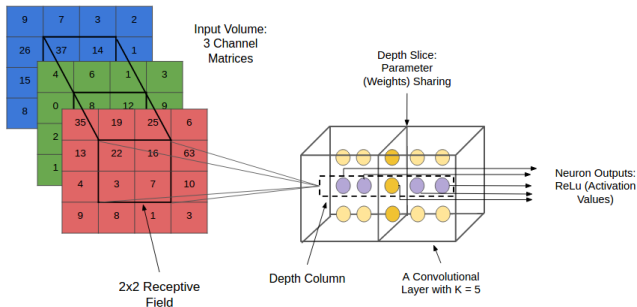 9 7 3 2
26 37 14 1
15
8
4 6 1 3
0 8 12 9
2
1
35 19 25 6
13 22 16 63
4 3 7 10
9 8 1 3
Input Volume:
3 Channel
Matrices
2x2 Receptive
Field
Depth Slice:
Parameter
(Weights) Sharing
Depth Column
A Convolutional
Layer with K = 5
Neuron Outputs:
ReLu (Activation
Values)